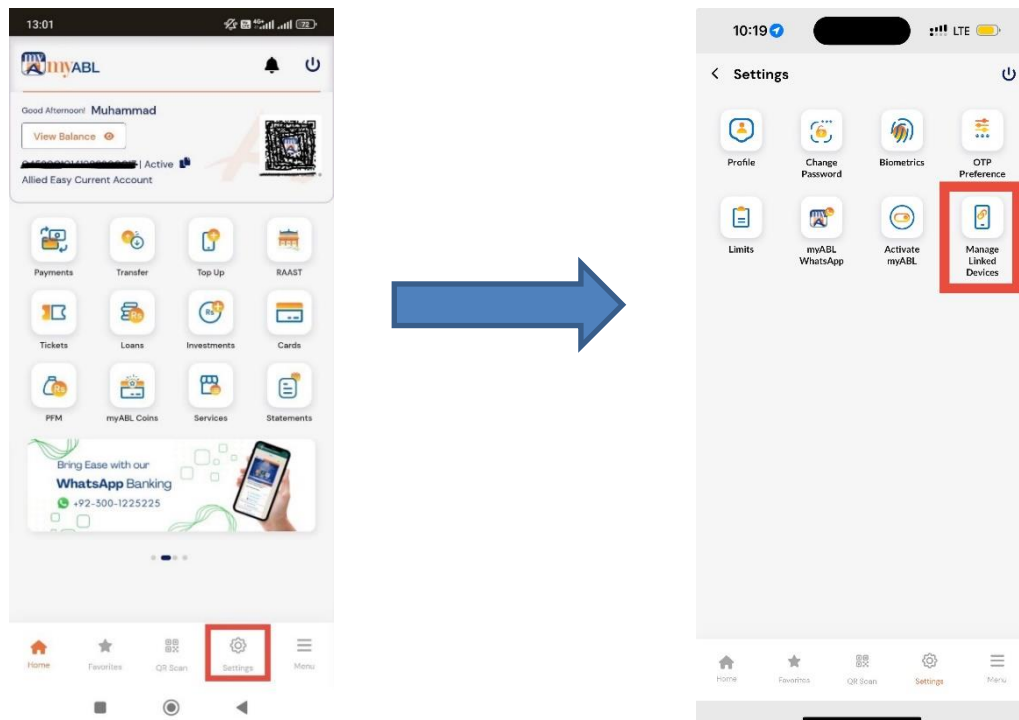 13:01
4G
72
myABL
Good Afternoon! Muhammad
View Balance
| Active
Allied Easy Current Account
Payments
Transfer
Top Up
RAAST
Tickets
Loans
Investments
Cards
PFM
myABL Coins
Services
Statements
Bring Ease with our
WhatsApp Banking
+92-300-1225225
Home
Favorites
QR Scan
Settings
Menu
10:19
LTE
Settings
Profile
Change
Password
Biometrics
OTP
Preference
Limits
myABL
WhatsApp
Activate
myABL
Manage
Linked
Devices
Home
Favorites
QR Scan
Settings
Menu